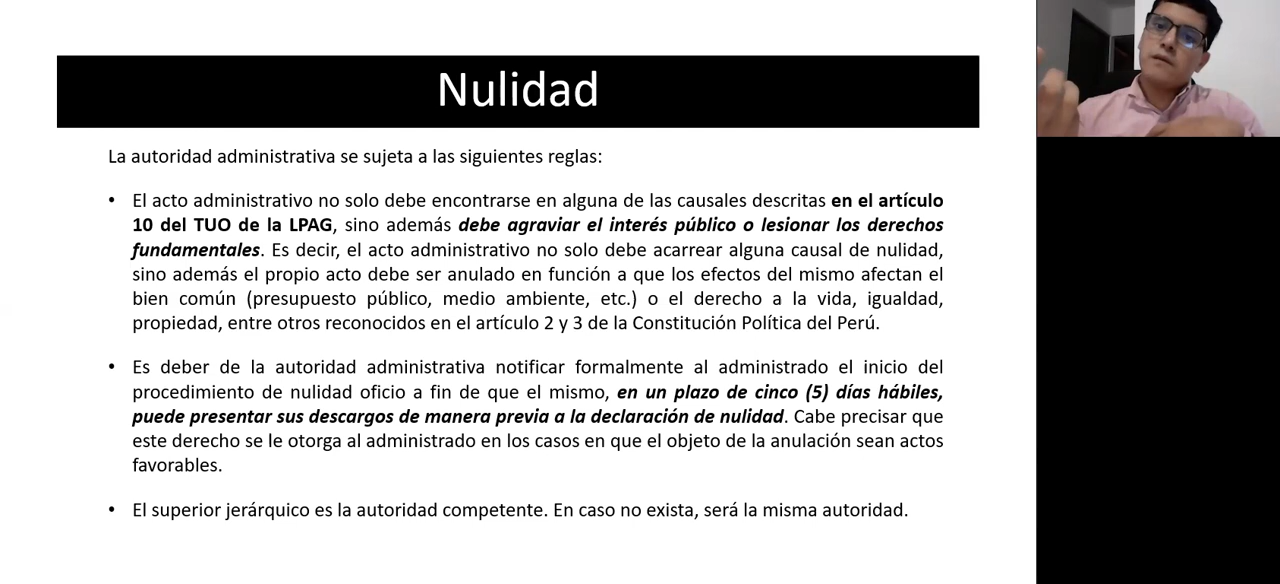 Nulidad
La autoridad administrativa se sujeta a las siguientes reglas:
• El acto administrativo no solo debe encontrarse en alguna de las causales descritas en el artículo
10 del TUO de la LPAG, sino además debe agraviar el interés público o lesionar los derechos
fundamentales. Es decir, el acto administrativo no solo debe acarrear alguna causal de nulidad,
sino además el propio acto debe ser anulado en función a que los efectos del mismo afectan el
bien común (presupuesto público, medio ambiente, etc.) o el derecho a la vida, igualdad,
propiedad, entre otros reconocidos en el artículo 2 y 3 de la Constitución Política del Perú.
• Es deber de la autoridad administrativa notificar formalmente al administrado el inicio del
procedimiento de nulidad oficio a fin de que el mismo, en un plazo de cinco (5) días hábiles,
puede presentar sus descargos de manera previa a la declaración de nulidad. Cabe precisar que
este derecho se le otorga al administrado en los casos en que el objeto de la anulación sean actos
favorables.
• El superior jerárquico es la autoridad competente. En caso no exista, será la misma autoridad.